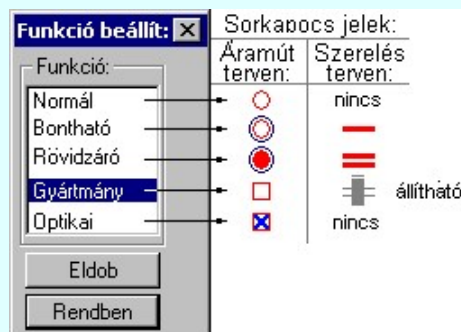 Funkció beállít:
Sorkapocs jelek:
Áramút terven:
Szerelés terven:
Funkció:
Normál
nincs
Bontható
Rövidzáró
Gyártmány
állítható
Optikai
nincs
Eldob
Rendben